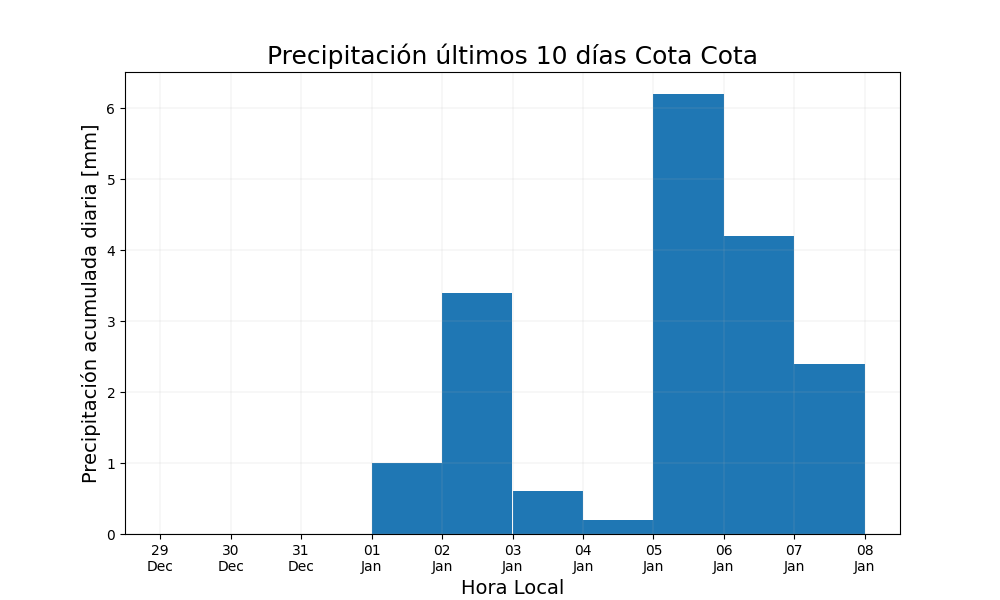 Precipitación últimos 10 días Cota Cota
Precipitación acumulada diaria [mm]
6
5
4
3
2
1
0
29 30 31 01 02 03 04 05 06 07 08
Dec Dec Dec Jan Jan Jan Jan Jan Jan Jan Jan
Hora Local